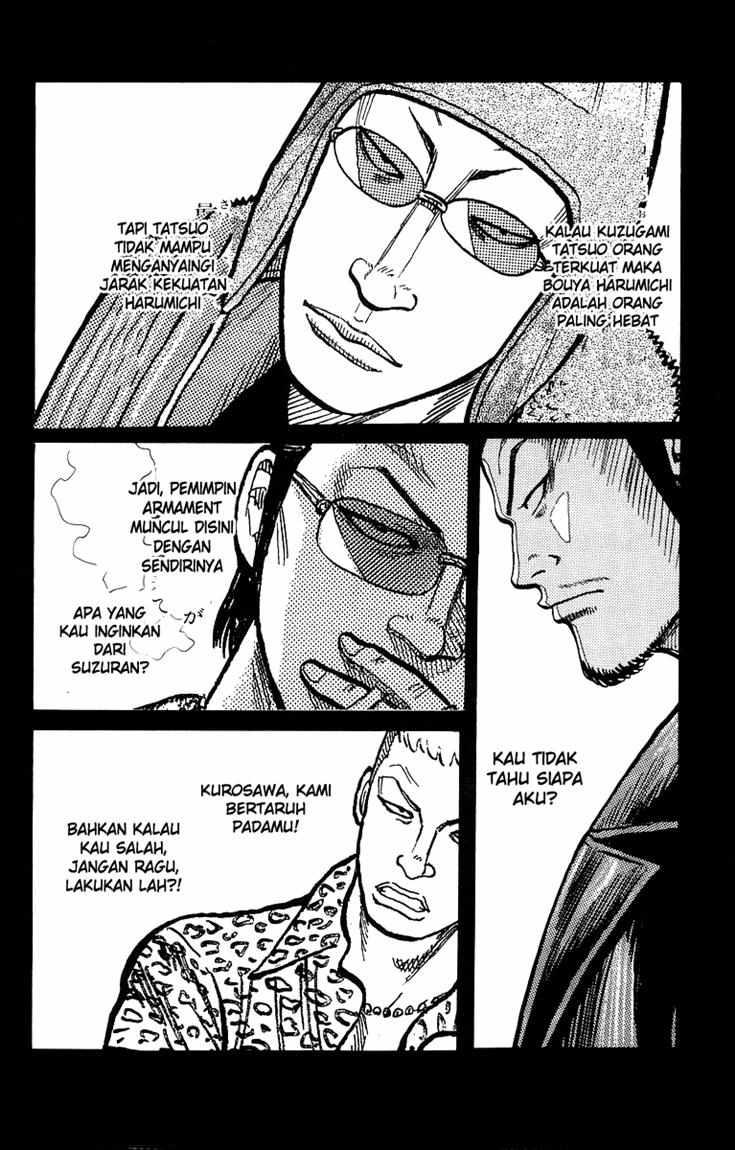 KALAU KUZUGAMI
TATSUO ORANG
TERKUAT MAKA
BOUYA HARUMICHI
ADALAH ORANG
PALING HEBAT
TAPI TATSUO
TIDAK MAMPU
MENGANYAINGI
JARAK KEKUATAN
HARUMICHI
KAU TIDAK
TAHU SIAPA
AKU?
JADI, PEMIMPIN
ARMAMENT
MUNCUL DISINI
DENGAN
SENDIRINYA
APA YANG
KAU INGINKAN
DARI
SUZURAN?
が
KUROSAWA, KAMI
BERTARUH
PADAMU!
BAHKAN KALAU
KAU SALAH,
JANGAN RAGU,
LAKUKAN LAH?!